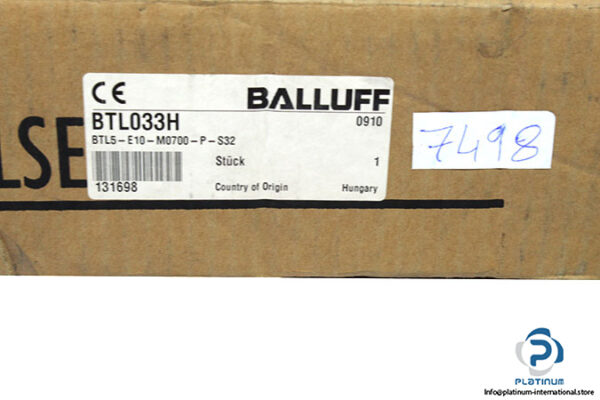 LSE
CE BALLUFF
BTL033H 0910
BTL5-E10-M0700-P-S32
Stück 1
131698 Country of Origin Hungary
7498
PLATINUM
Info@platinum-international.store